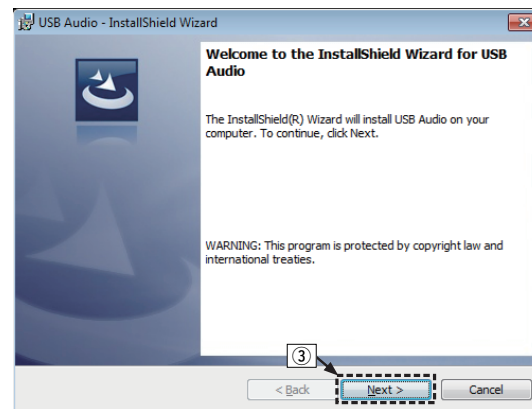 USB Audio - InstallShield Wizard
Welcome to the InstallShield Wizard for USB
Audio
The InstallShield(R) Wizard will install USB Audio on your
computer. To continue, click Next.
WARNING: This program is protected by copyright law and
international treaties.
③
< Back Next > Cancel